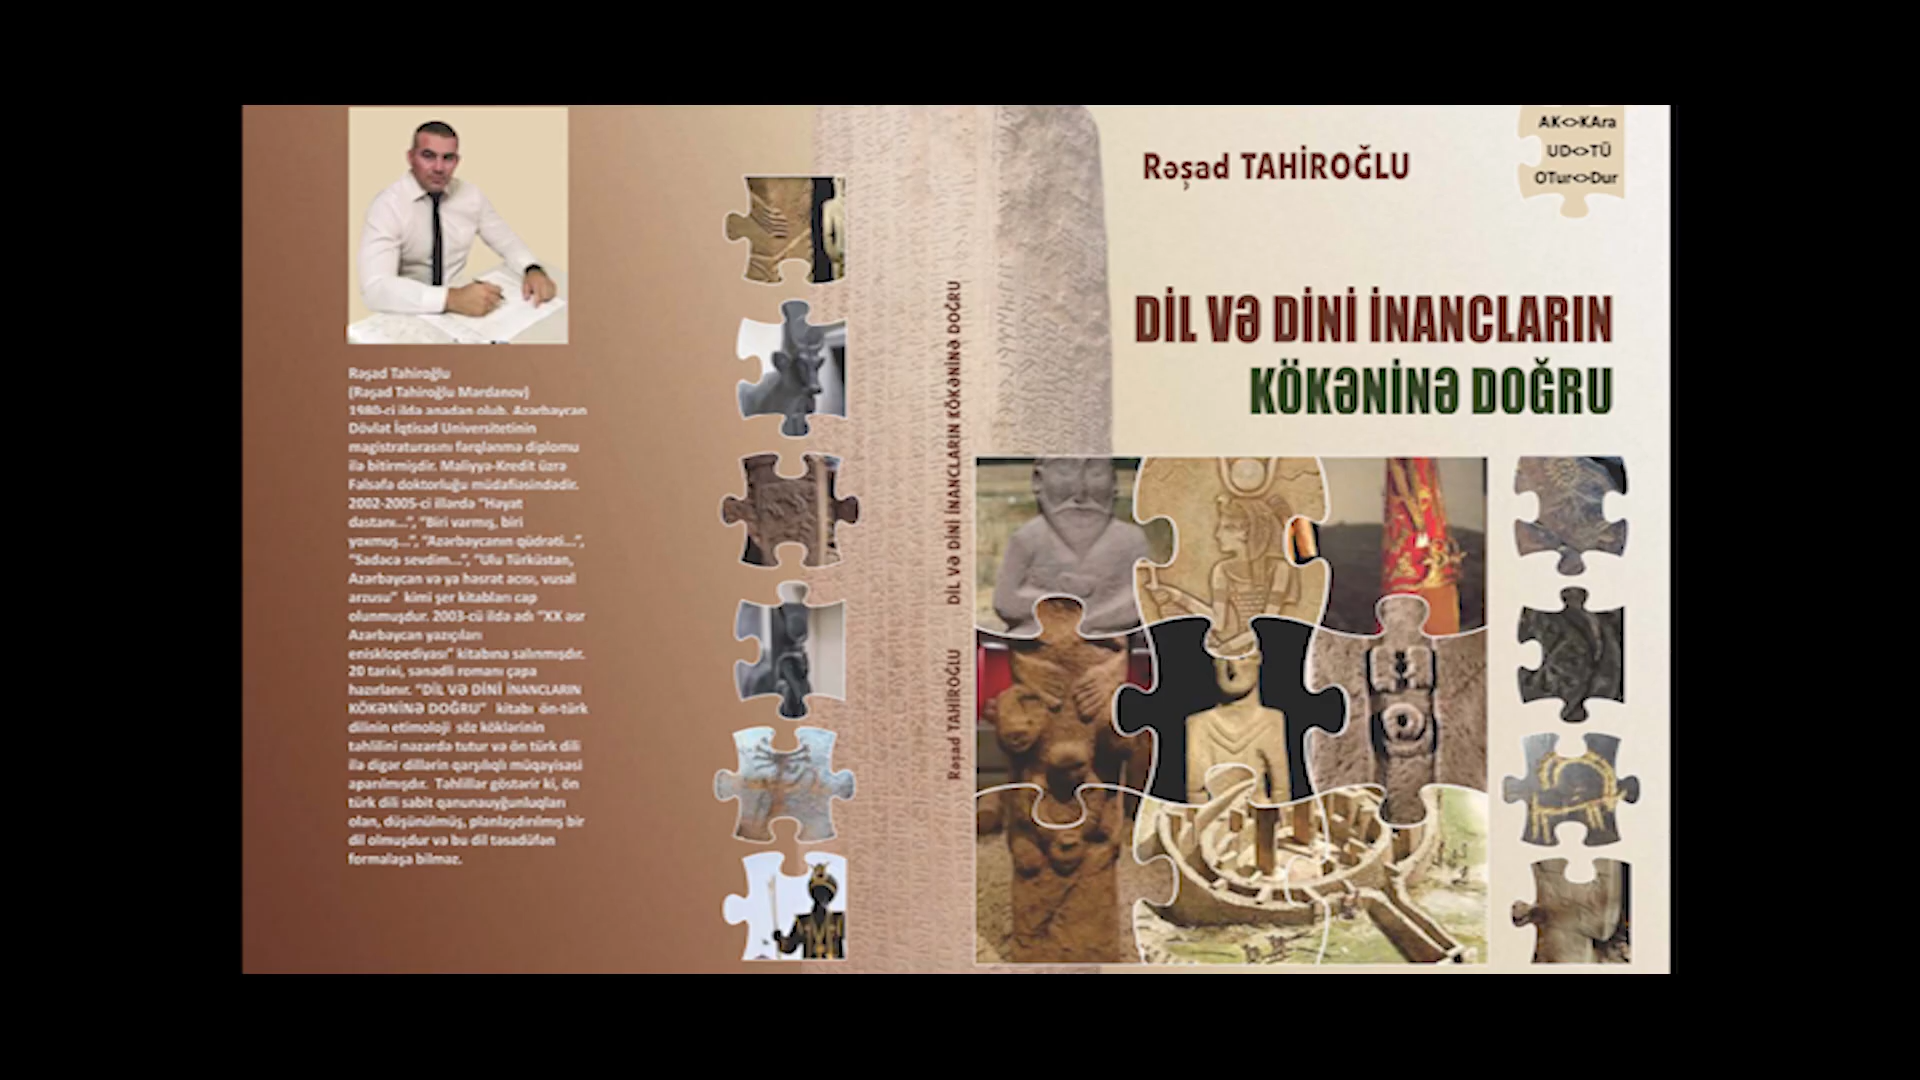 Rəşad Tahiroğlu
(Rəşad Tahiroğlu Mərdanov)
1980-ci ildə anadan olub. Azərbaycan
Dövlət İqtisad Universitetinin
magistraturasını fərqlənmə diplomu
ilə bitirmişdir. Maliyyə-Kredit üzrə
Fəlsəfə doktorluğu müdafiəsindədir.
2002-2005-ci illərdə "Həyat
dastanı...", "Biri varmış, biri
yoxmuş...", "Azərbaycanın qüdrəti...",
"Sadəcə sevdim...", "Ulu Türküstan,
Azərbaycan və ya həsrət acısı, vusal
arzusu" kimi şer kitabları cap
olunmuşdur. 2003-cü ildə adı "XX əsr
Azərbaycan yazıçıları
enisklopediyası" kitabına salınmışdır.
20 tarixi, sənədli romanı çapa
hazırlanır. "DİL VƏ DİNİ İNANCLARIN
KÖKƏNİNƏ DOĞRU" kitabı ön-türk
dilinin etimoloji söz köklərinin
təhlilini nəzərdə tutur və ön türk dili
ilə digər dillərin qarşılıqlı müqayisəsi
aparılmışdır. Təhlillər göstərir ki, ön
türk dili sabit qanunauyğunluqları
olan, düşünülmüş, planlaşdırılmış bir
dil olmuşdur və bu dil təsadüfən
formalaşa bilməz.
Rəşad TAHİROĞLU DİL VƏ DİNİ İNANCLARIN KÖKƏNİNƏ DOĞRU
Rəşad TAHİROĞLU
AK<>KAra
UD<>TÜ
OTur<>Dur
DİL VƏ DİNİ İNANCLARIN
KÖKƏNİNƏ DOĞRU